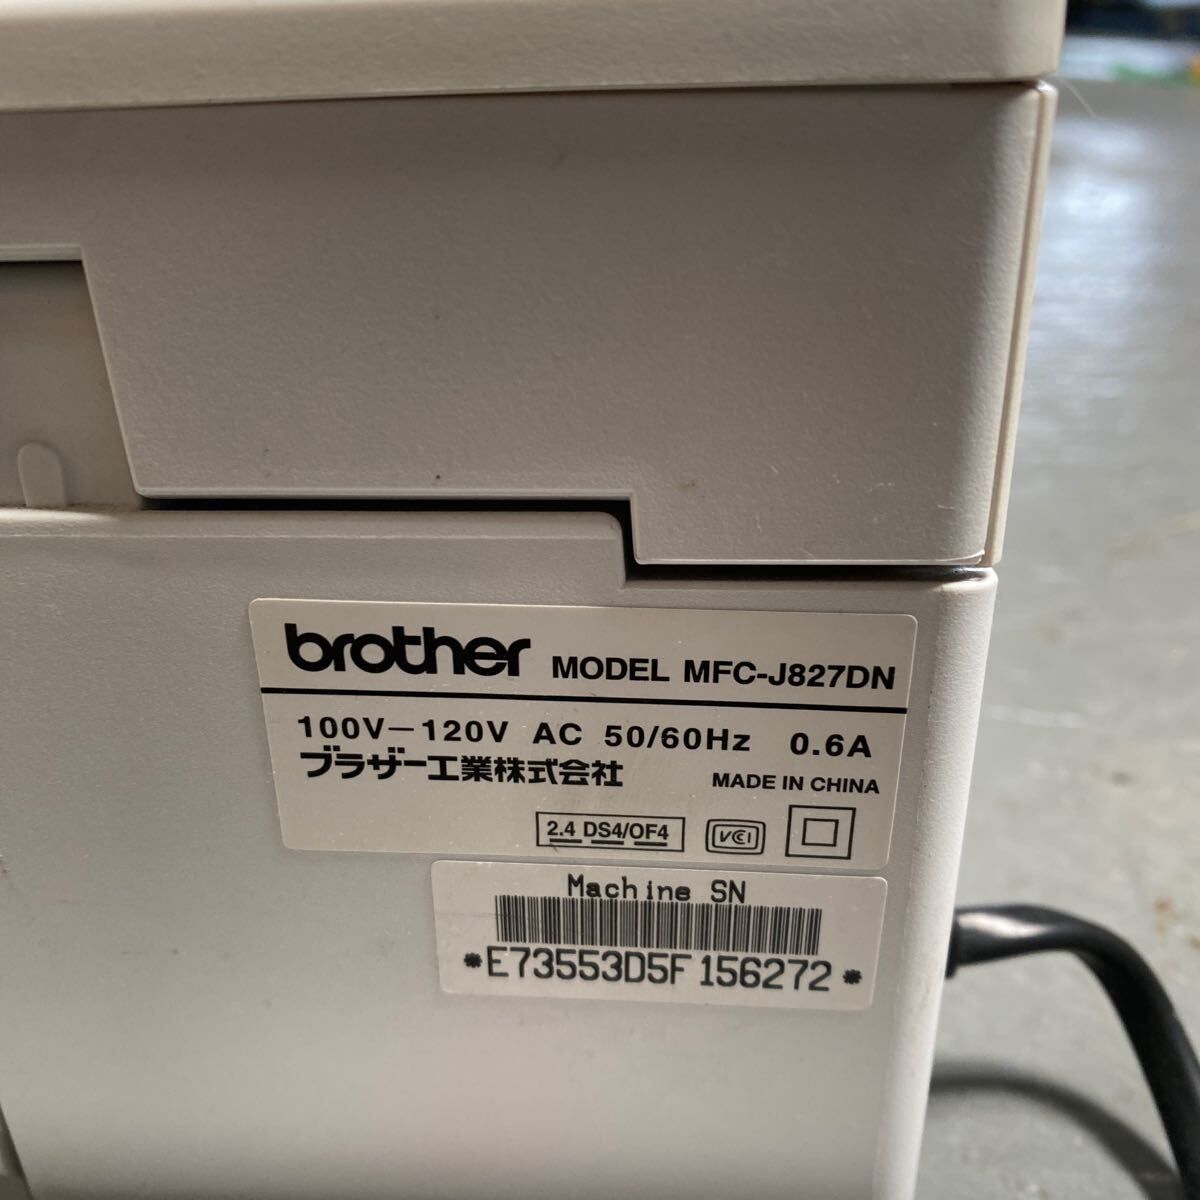 brother MODEL MFC-J827DN
100V-120V AC 50/60Hz 0.6A
ブラザー工業株式会社 MADE IN CHINA
2.4 DS4/OF4 VCCI
Machine SN
*E73553D5F156272*